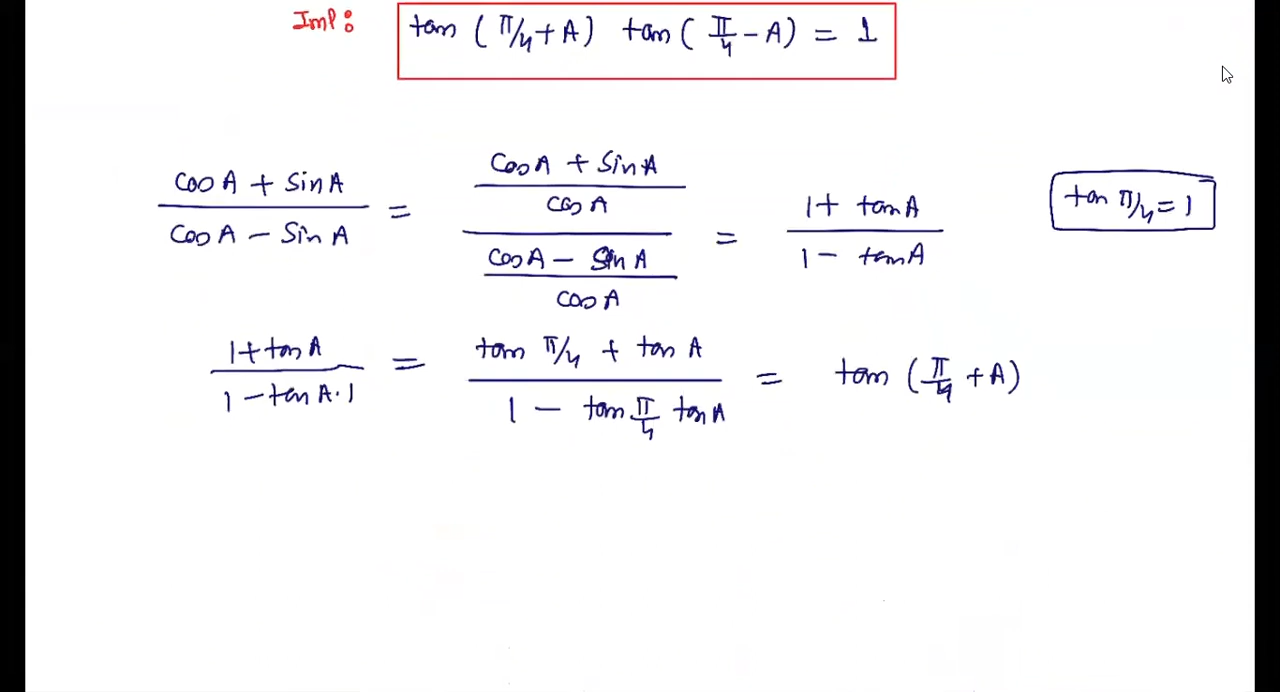 Imp: tan (π/4 + A) tan (π/4 - A) = 1
(cos A + sin A)/(cos A - sin A) = ((cos A + sin A)/cos A)/((cos A - sin A)/cos A) = (1 + tan A)/(1 - tan A)
tan π/4 = 1
(1 + tan A)/(1 - tan A · 1) = (tan π/4 + tan A)/(1 - tan π/4 tan A) = tan (π/4 + A)